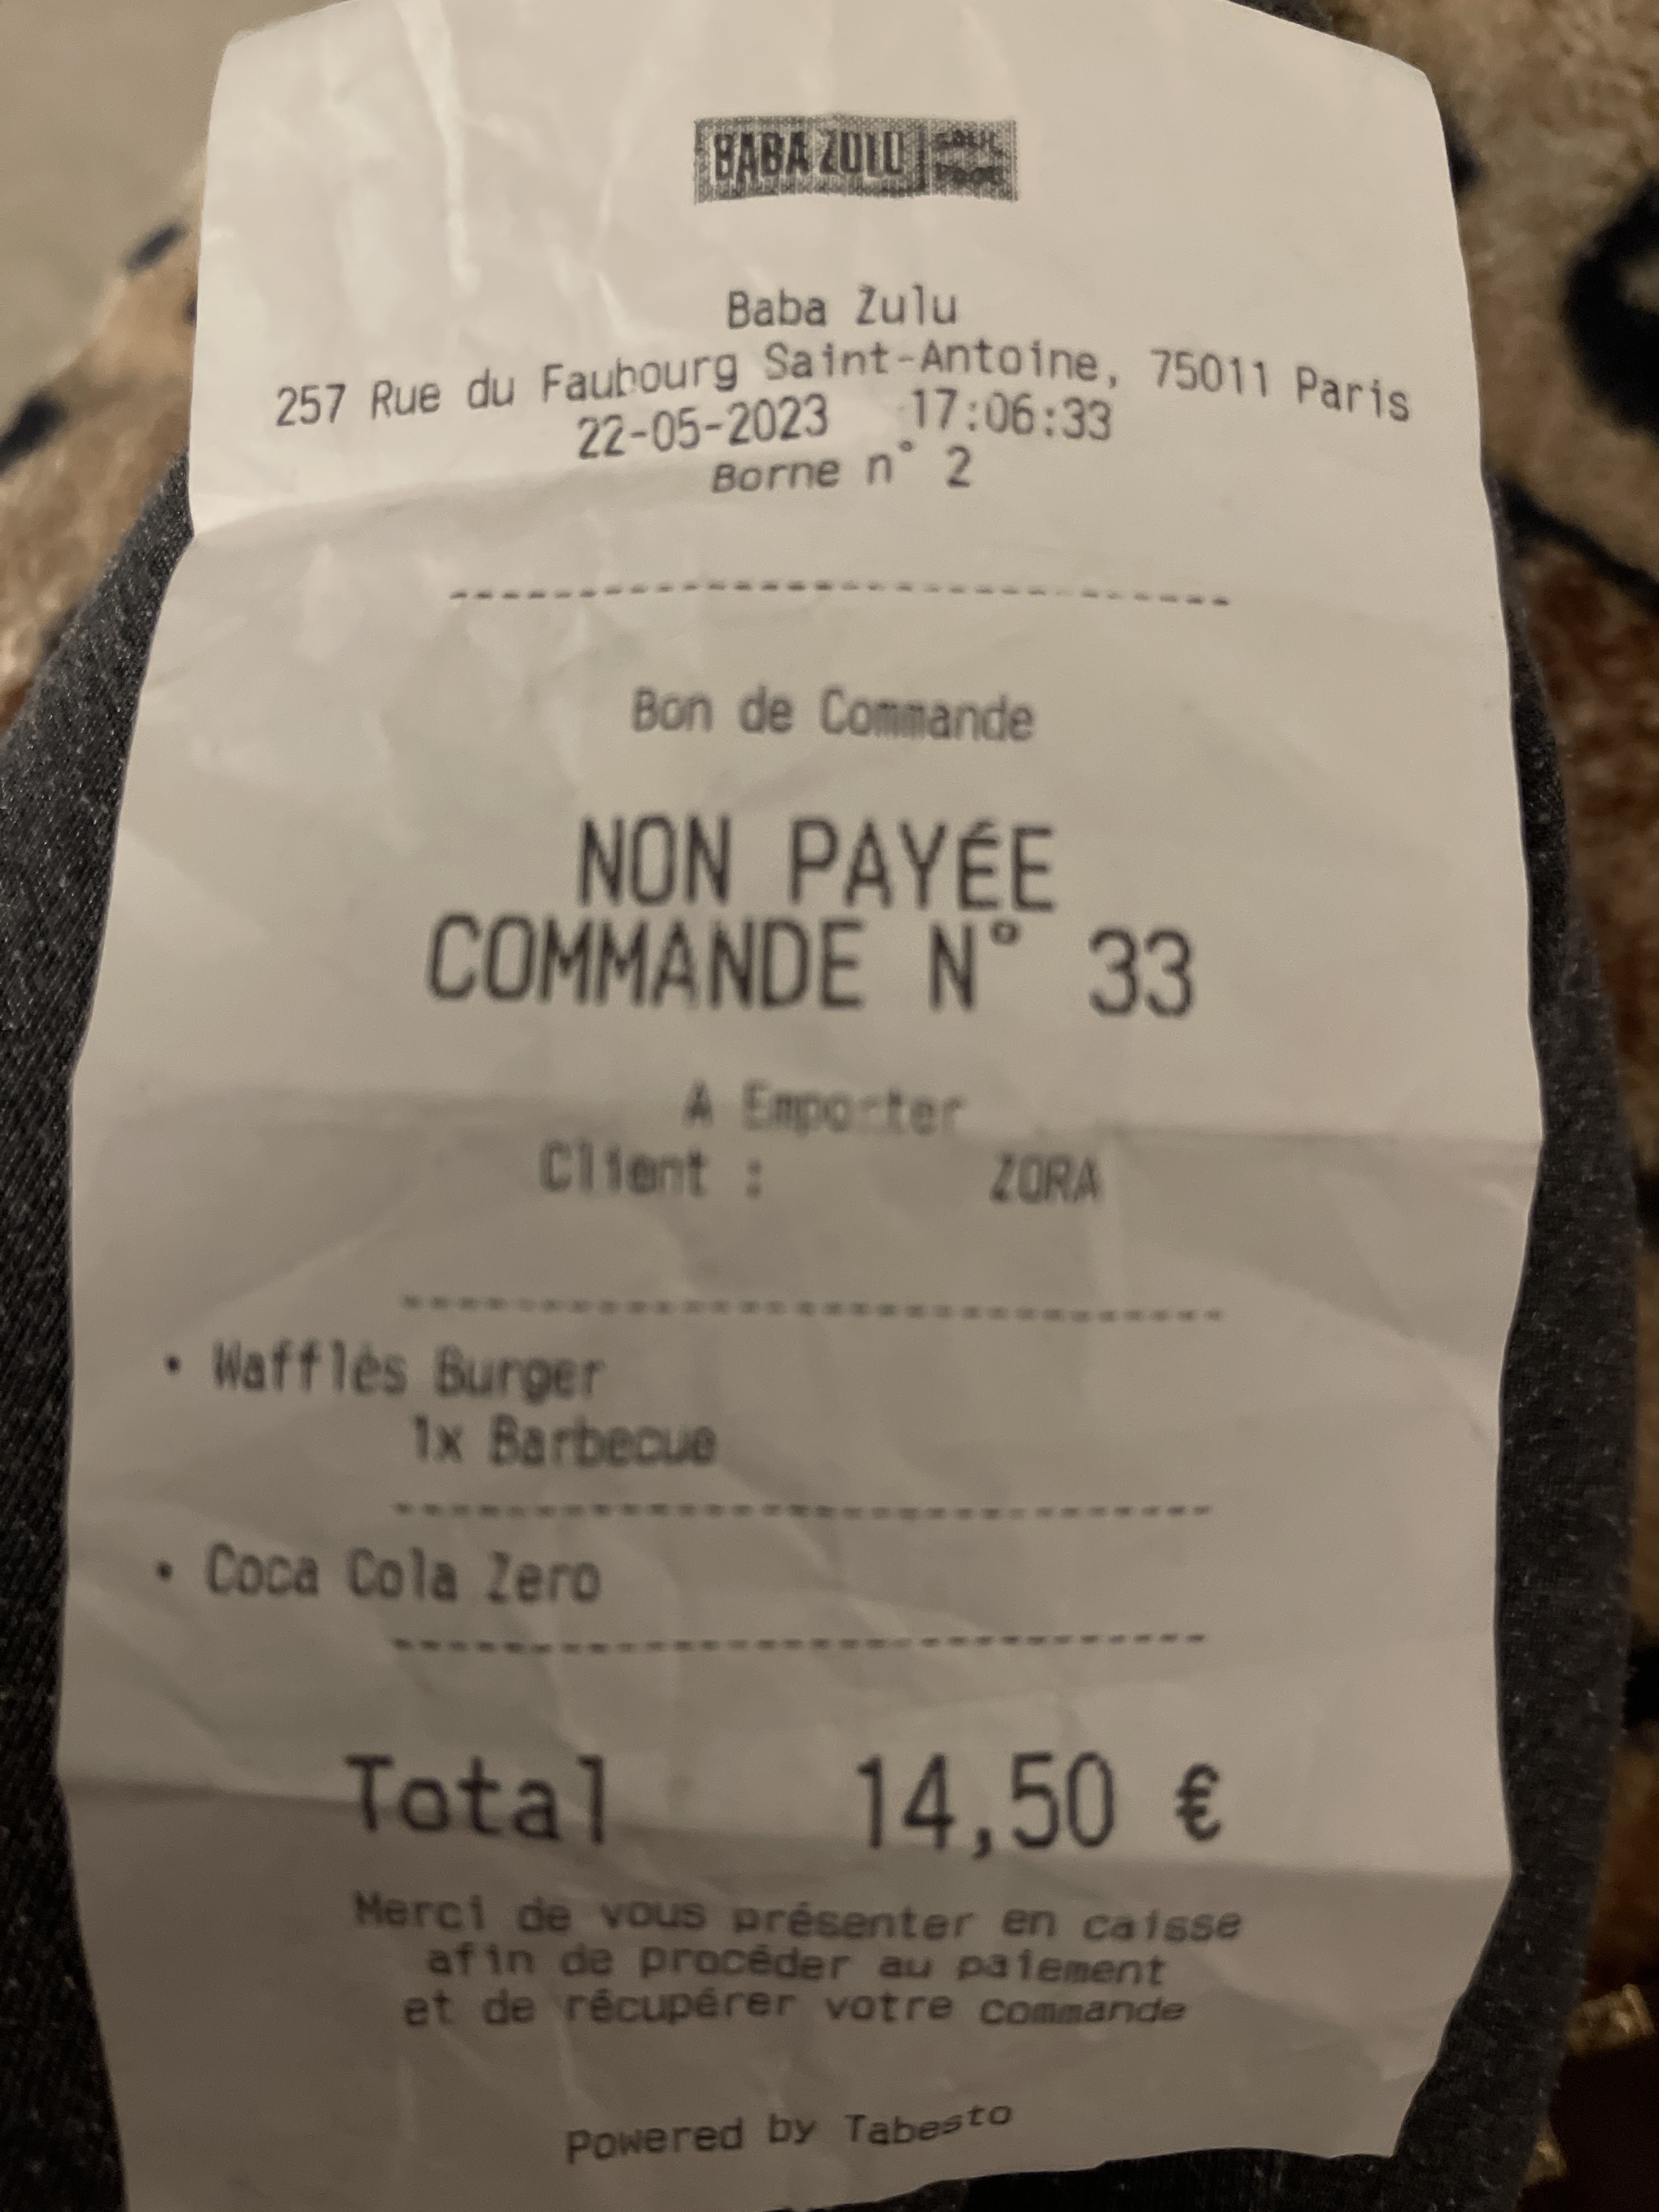 BABA ZULU SOUL FOOD
Baba Zulu
257 Rue du Faubourg Saint-Antoine, 75011 Paris
22-05-2023 17:06:33
Borne n° 2
Bon de Commande
NON PAYÉE
COMMANDE N° 33
A Emporter
Client : ZORA
• Waffles Burger
1x Barbecue
• Coca Cola Zero
Total 14,50 €
Merci de vous présenter en caisse
afin de procéder au paiement
et de récupérer votre commande
Powered by Tabesto